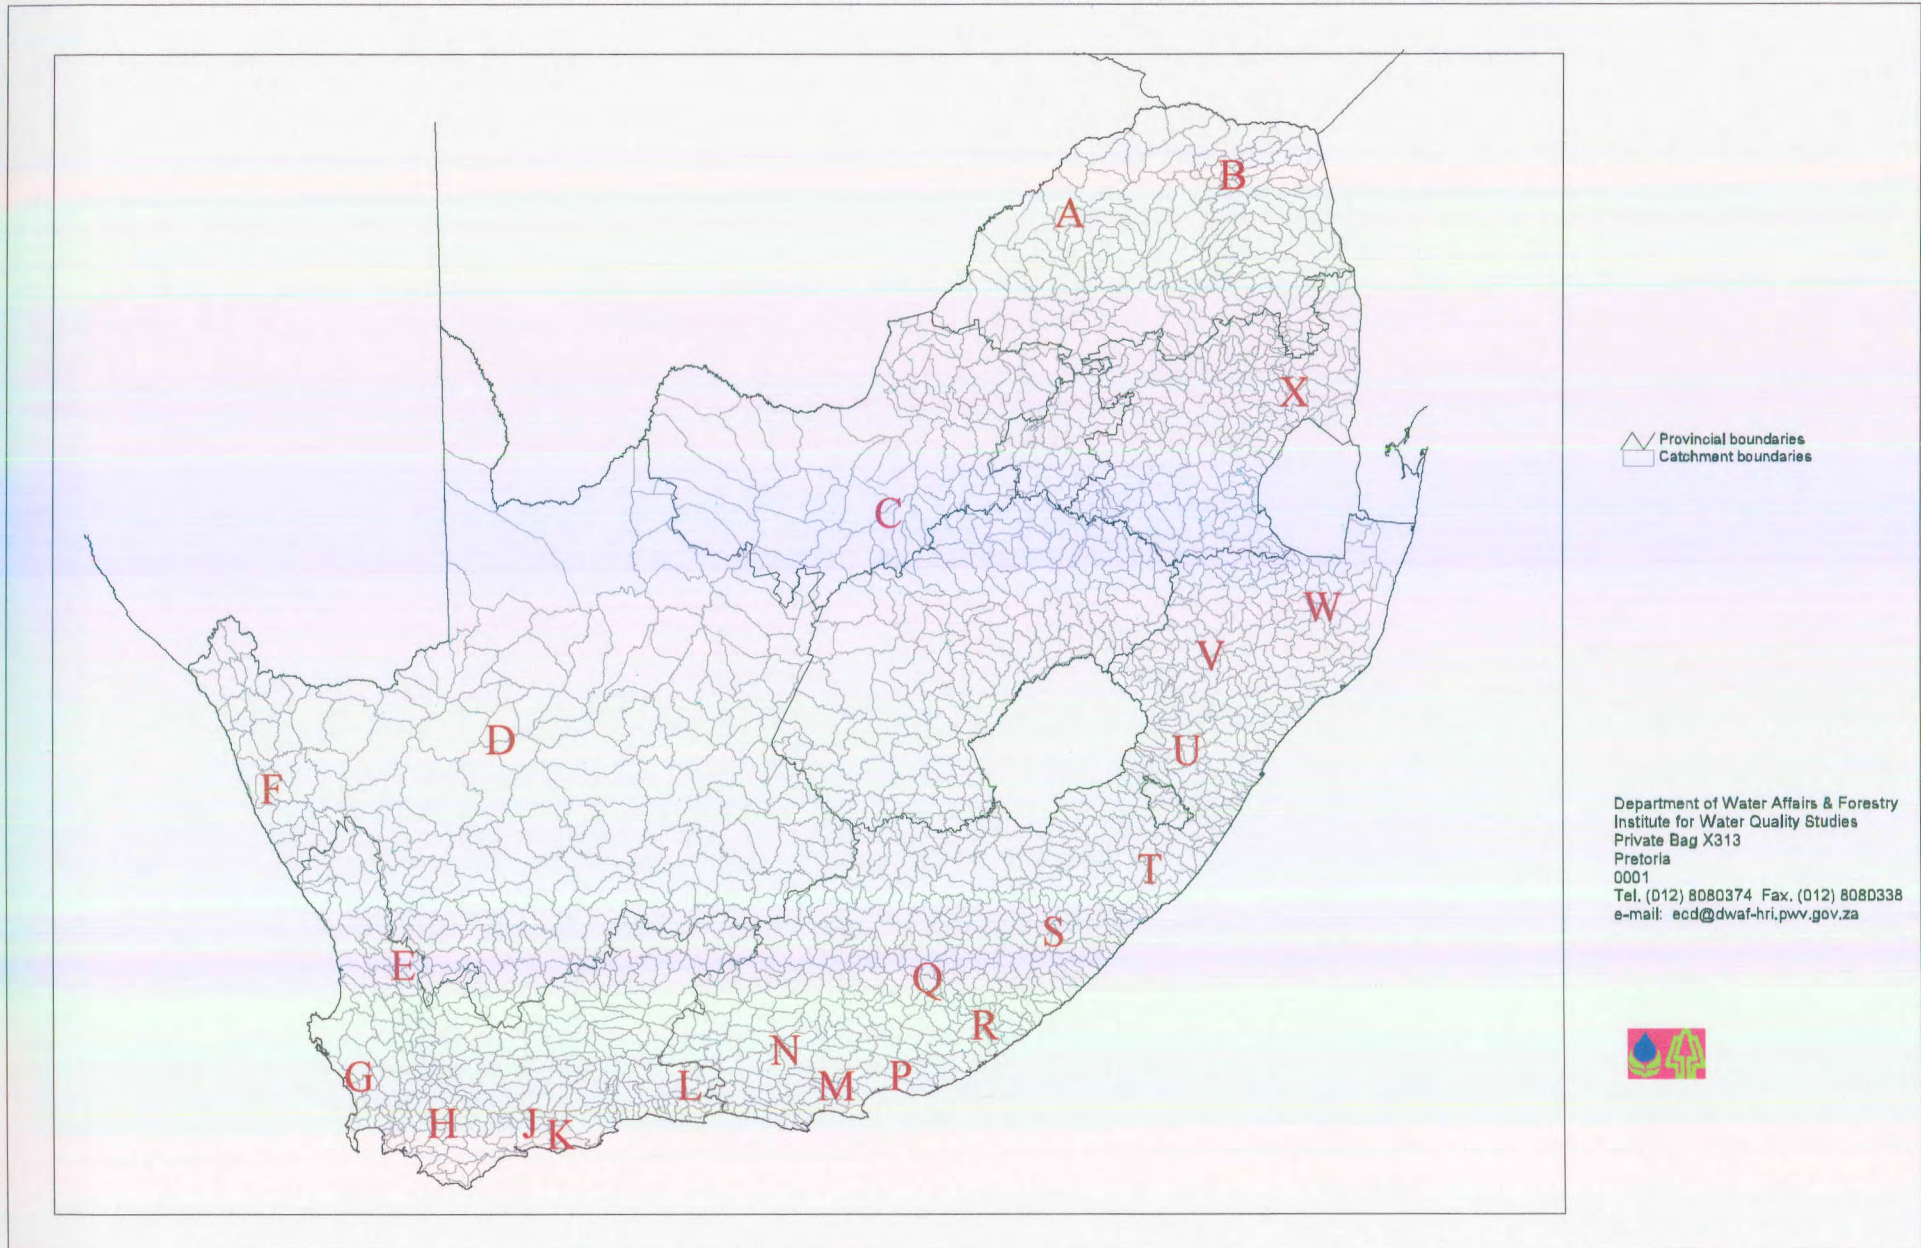 B
A
X
C
W
V
D
U
F
T
S
E
Q
R
N
G
L
M
P
H
J
K
Provincial boundaries
Catchment boundaries
Department of Water Affairs & Forestry
Institute for Water Quality Studies
Private Bag X313
Pretoria
0001
Tel. (012) 8080374 Fax. (012) 8080338
e-mail: ecd@dwaf-hri.pwv.gov.za